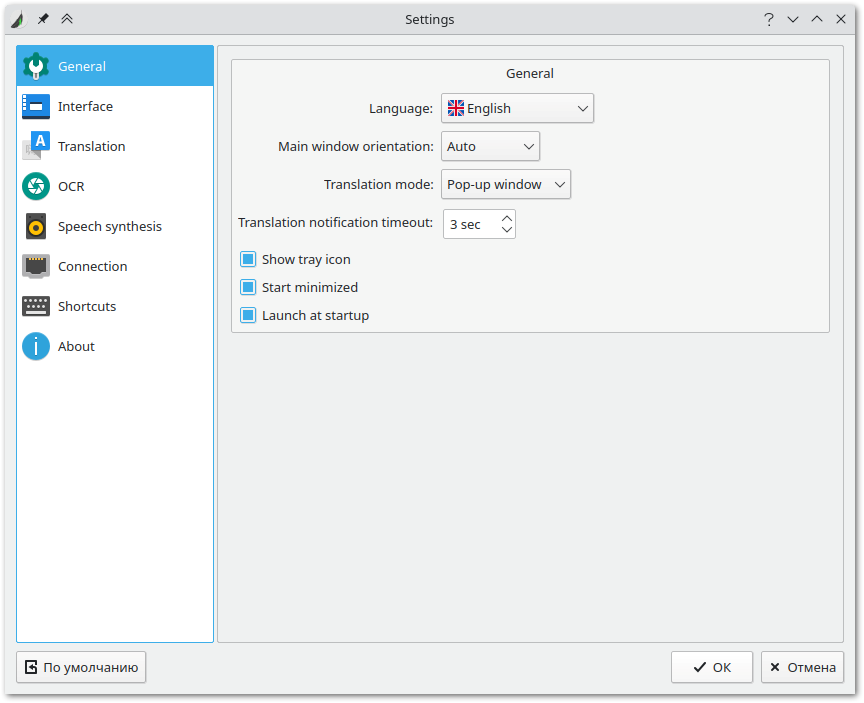 Settings
General
Interface
Translation
OCR
Speech synthesis
Connection
Shortcuts
About
General
Language: English
Main window orientation: Auto
Translation mode: Pop-up window
Translation notification timeout: 3 sec
Show tray icon
Start minimized
Launch at startup
По умолчанию
ОК
Отмена